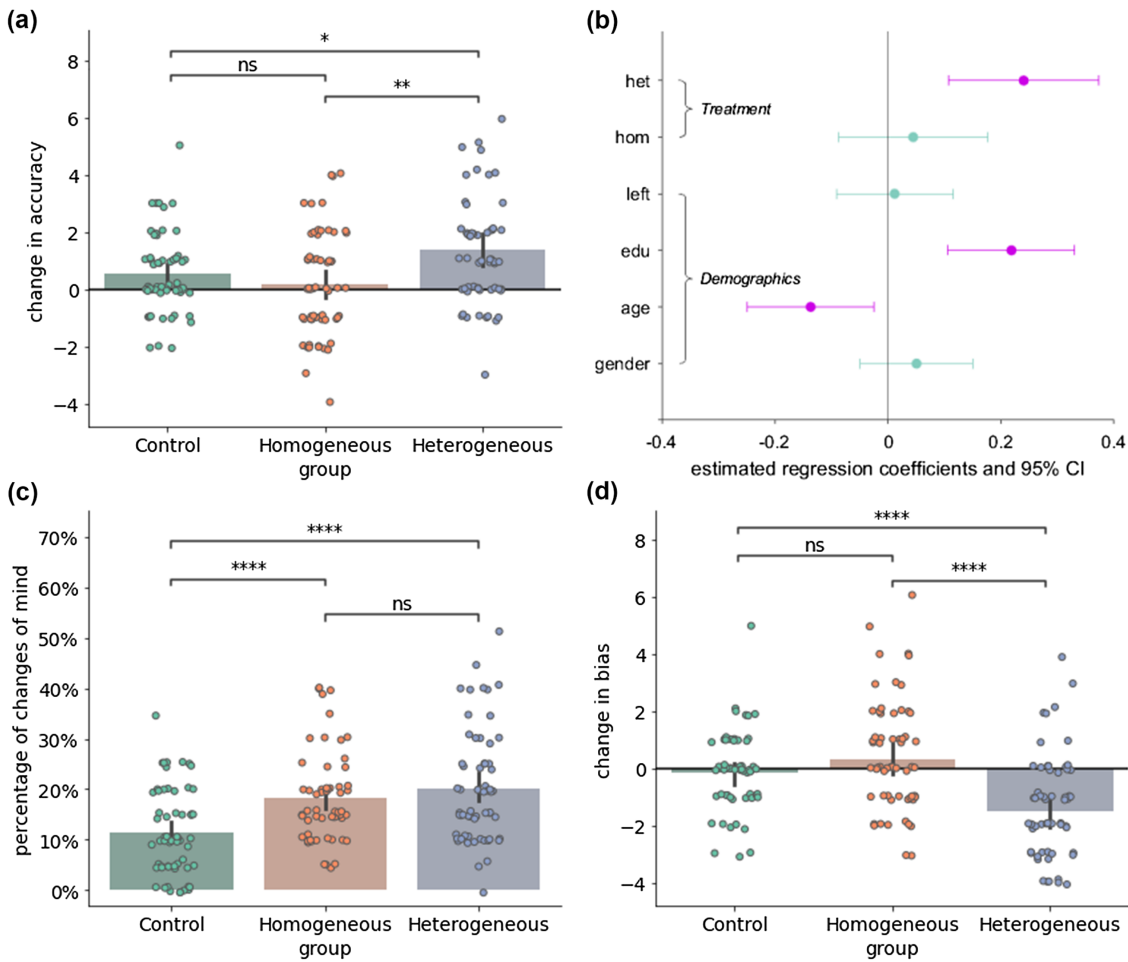 (a)
8
6
4
2
0
−2
−4
change in accuracy
*
ns
**
Control
Homogeneous
group
Heterogeneous
(b)
het
hom
left
edu
age
gender
Treatment
Demographics
-0.4
-0.2
0
0.2
0.4
estimated regression coefficients and 95% CI
(c)
70%
60%
50%
40%
30%
20%
10%
0%
percentage of changes of mind
****
****
ns
Control
Homogeneous
group
Heterogeneous
(d)
8
6
4
2
0
−2
−4
change in bias
****
ns
****
Control
Homogeneous
group
Heterogeneous